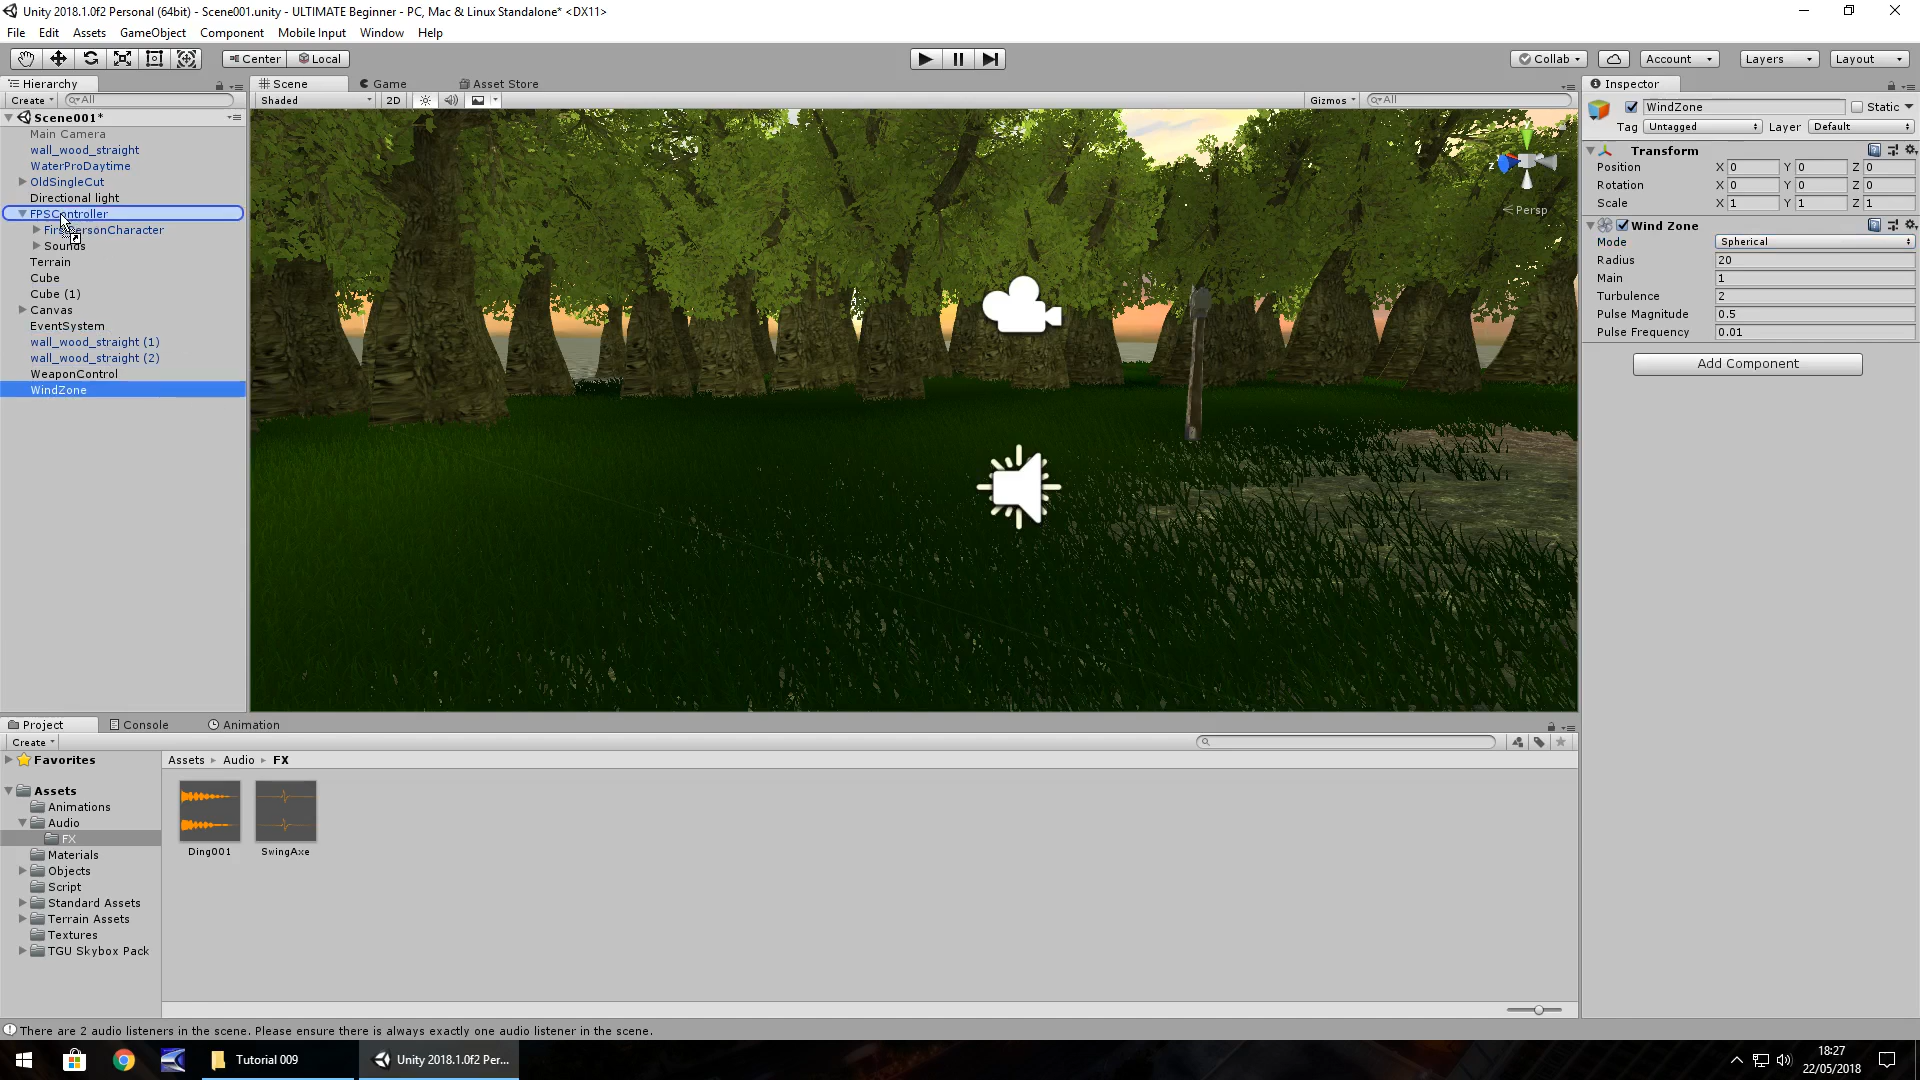 Unity 2018.1.0f2 Personal (64bit) - Scene001.unity - ULTIMATE Beginner - PC, Mac & Linux Standalone* <DX11>
File Edit Assets GameObject Component Mobile Input Window Help
Center Local Collab Account Layers Layout
Hierarchy Scene Game Asset Store Inspector
Create All Shaded 2D Gizmos All
WindZone Static
Tag Untagged Layer Default
Scene001*
Main Camera
wall_wood_straight
WaterProDaytime
OldSingleCut
Directional light
FPSController
FirstPersonCharacter
Sounds
Terrain
Cube
Cube (1)
Canvas
EventSystem
wall_wood_straight (1)
wall_wood_straight (2)
WeaponControl
WindZone
z
Persp
Transform
Position X 0 Y 0 Z 0
Rotation X 0 Y 0 Z 0
Scale X 1 Y 1 Z 1
Wind Zone
Mode Spherical
Radius 20
Main 1
Turbulence 2
Pulse Magnitude 0.5
Pulse Frequency 0.01
Add Component
Project Console Animation
Create
Favorites
Assets
Animations
Audio
FX
Materials
Objects
Script
Standard Assets
Terrain Assets
Textures
TGU Skybox Pack
Assets Audio FX
Ding001 SwingAxe
There are 2 audio listeners in the scene. Please ensure there is always exactly one audio listener in the scene.
Tutorial 009 Unity 2018.1.0f2 Per...
18:27
22/05/2018